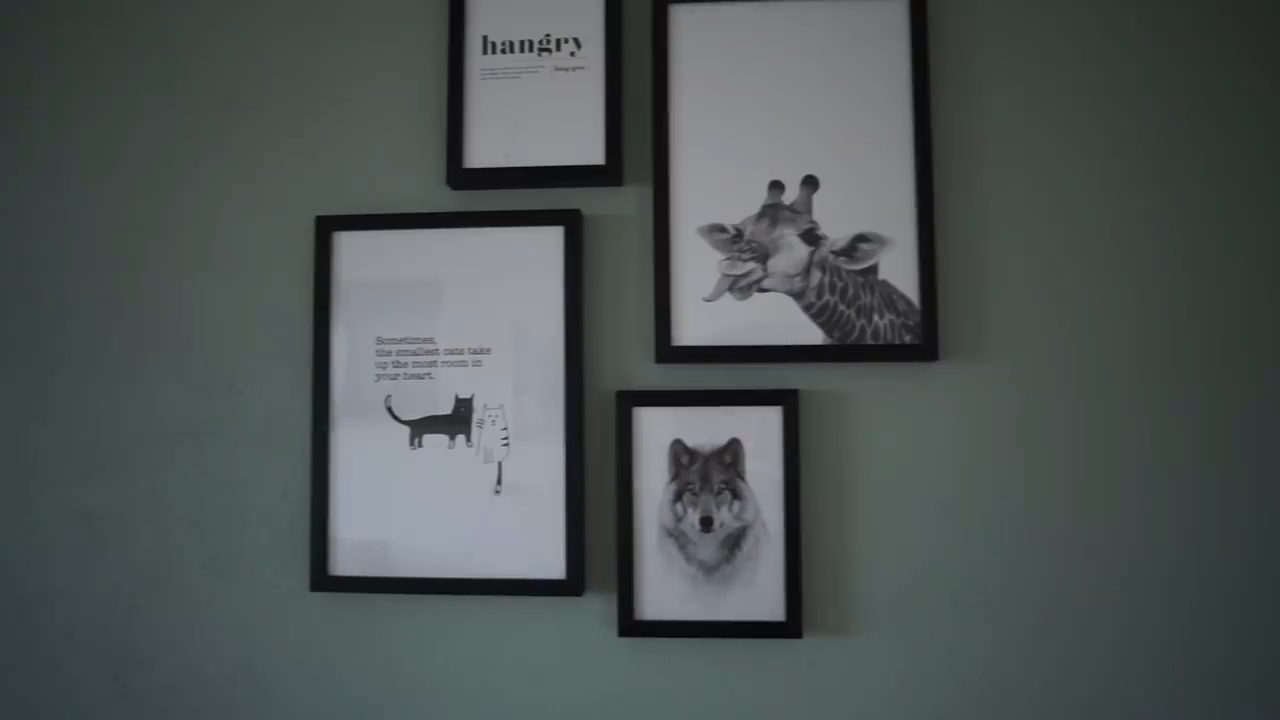 hangry
Sometimes,
the smallest cats take
up the most room in
your heart.